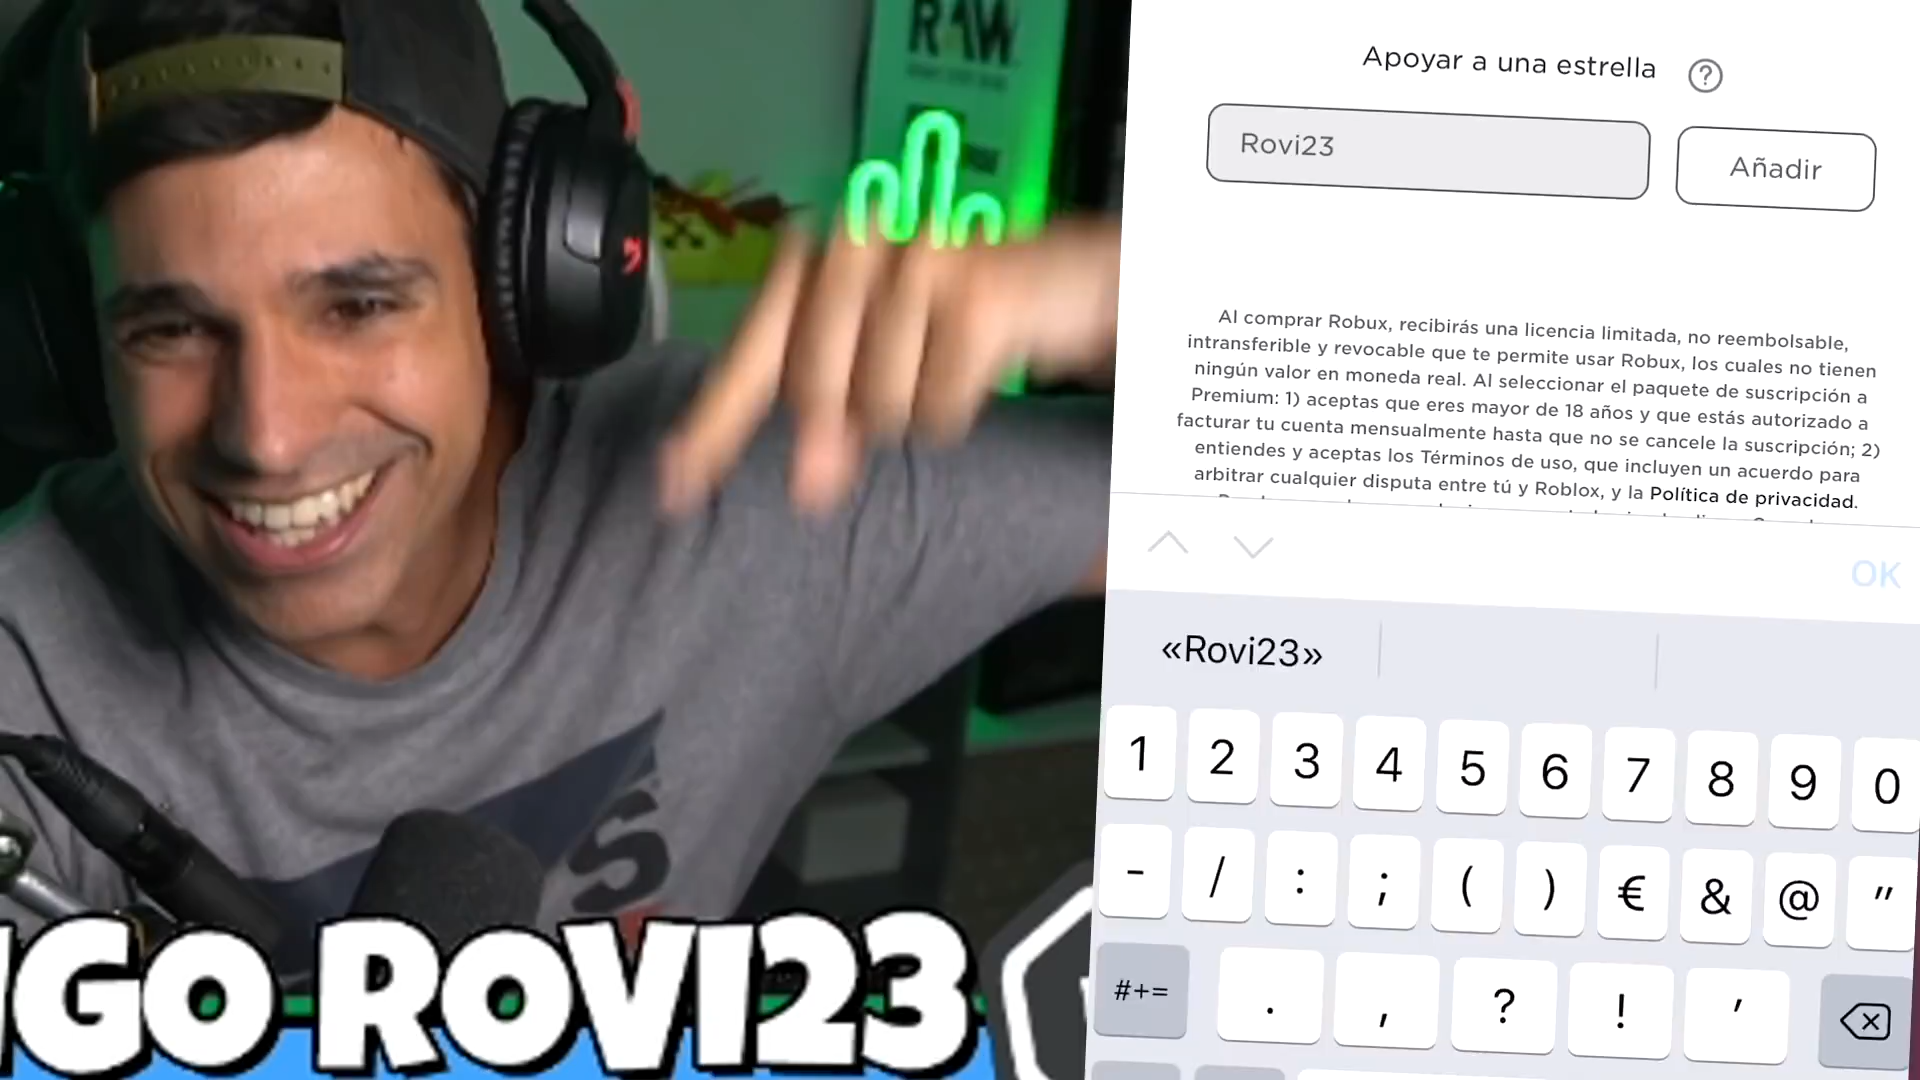 RAW
Apoyar a una estrella ?
Rovi23
Añadir
Al comprar Robux, recibirás una licencia limitada, no reembolsable,
intransferible y revocable que te permite usar Robux, los cuales no tienen
ningún valor en moneda real. Al seleccionar el paquete de suscripción a
Premium: 1) aceptas que eres mayor de 18 años y que estás autorizado a
facturar tu cuenta mensualmente hasta que no se cancele la suscripción; 2)
entiendes y aceptas los Términos de uso, que incluyen un acuerdo para
arbitrar cualquier disputa entre tú y Roblox, y la Política de privacidad.
OK
«Rovi23»
1 2 3 4 5 6 7 8 9 0
- / : ; ( ) € & @ "
#+= . , ? ! '
S
IGO ROVI23